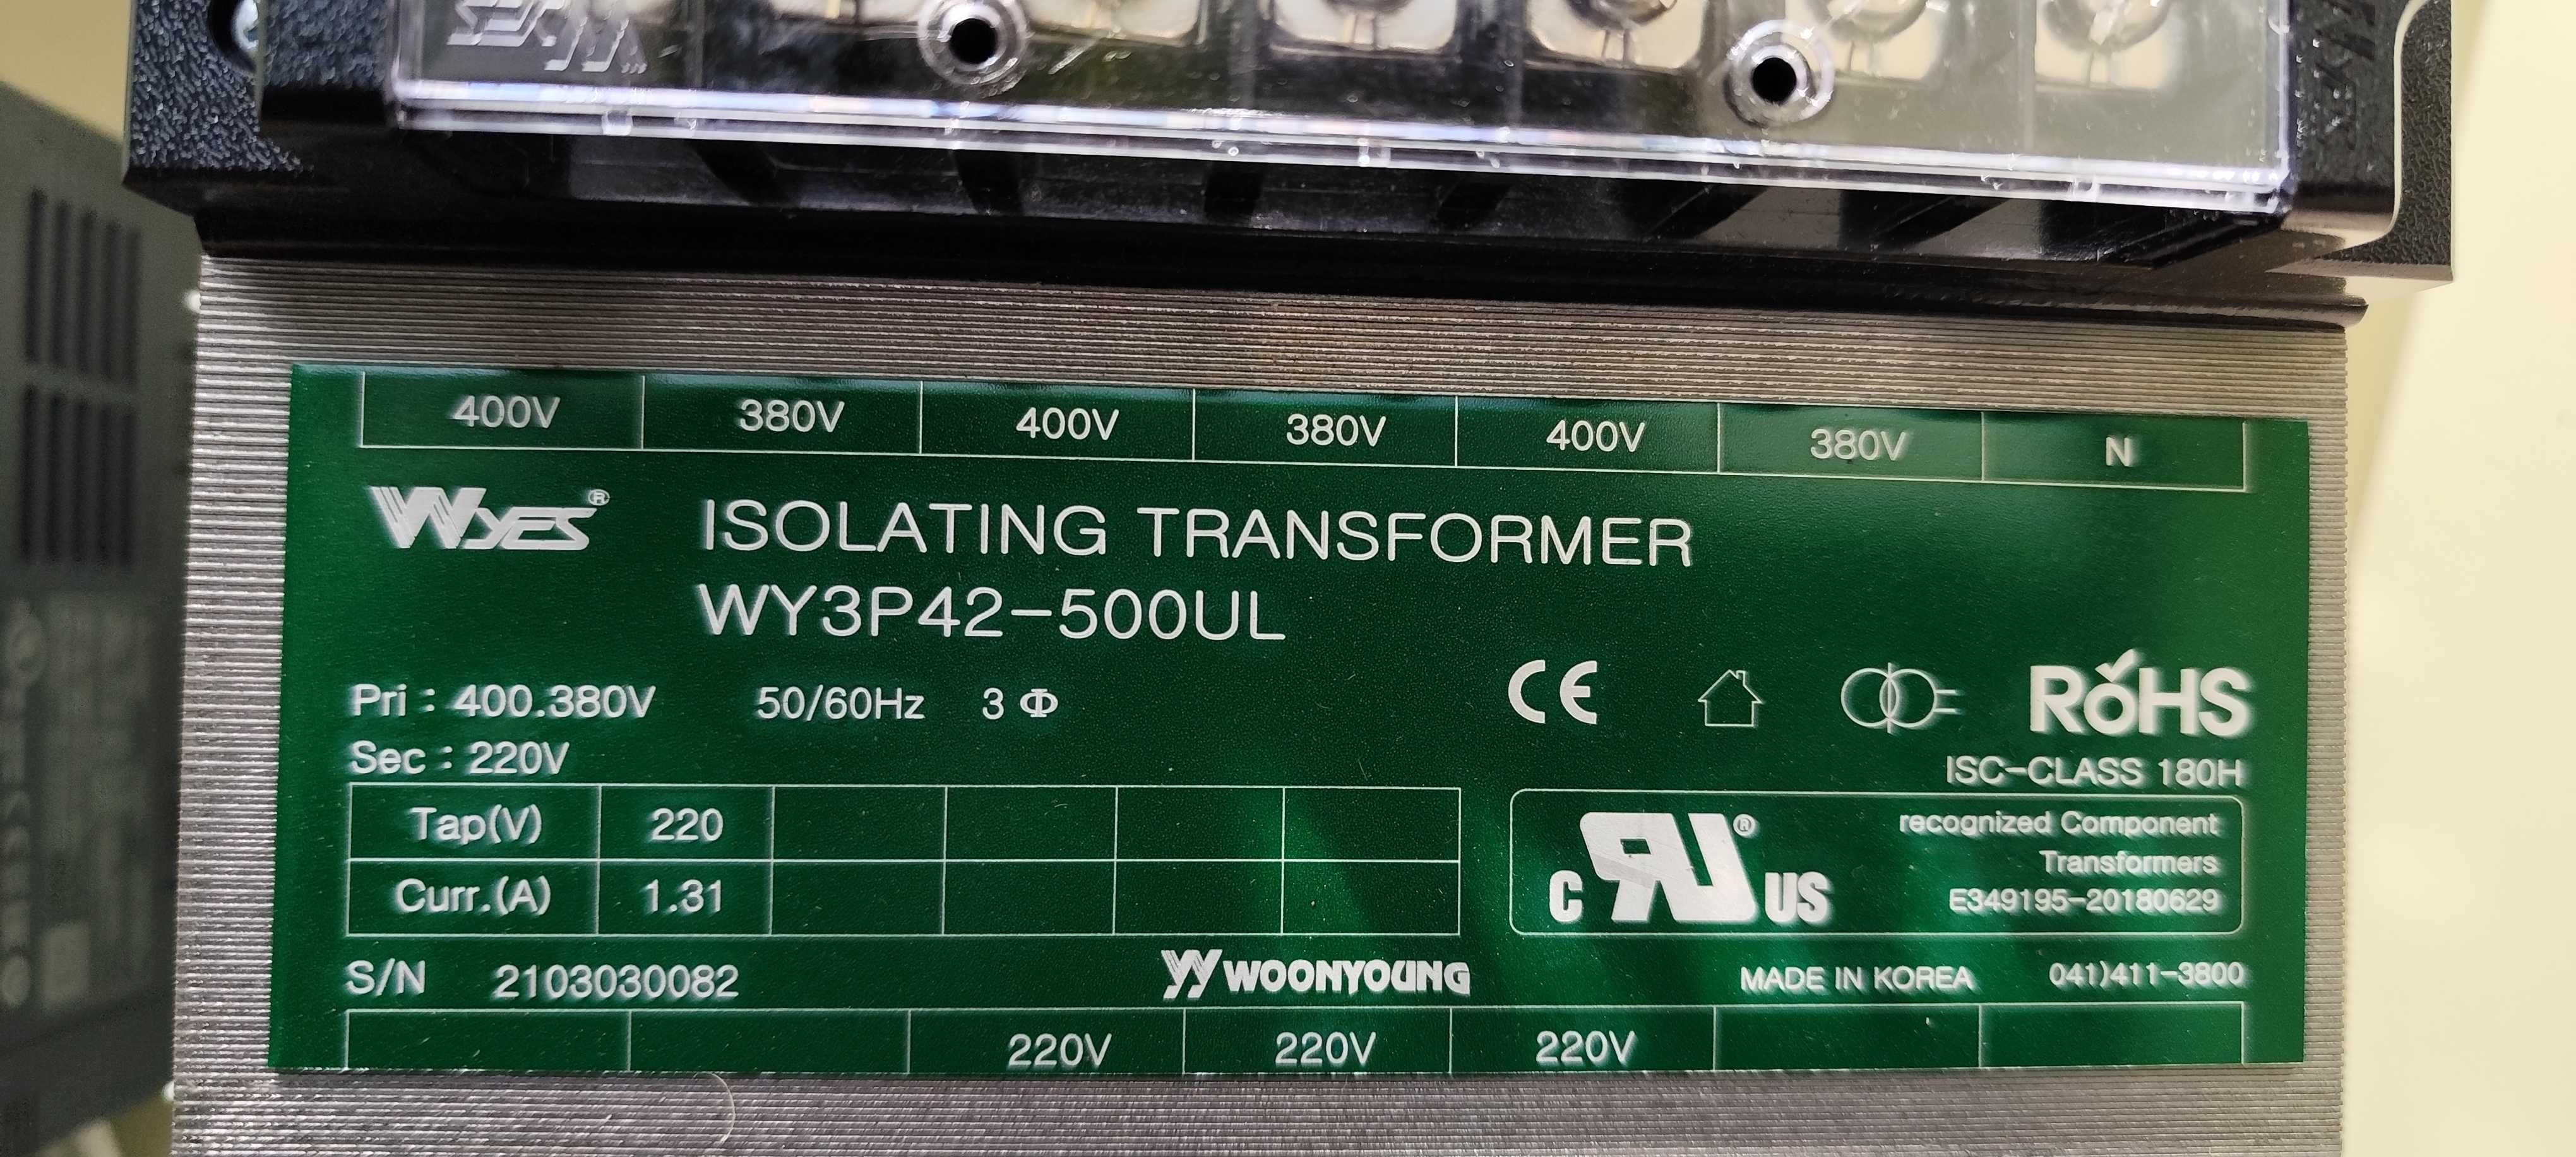 WYES
400V 380V 400V 380V 400V 380V N
WYES® ISOLATING TRANSFORMER
WY3P42-500UL
Pri : 400.380V 50/60Hz 3 Φ
Sec : 220V
CE RoHS
ISC-CLASS 180H
Tap(V) 220
Curr.(A) 1.31
c RU® US
recognized Component
Transformers
E349195-20180629
S/N 2103030082 WOONYOUNG MADE IN KOREA 041)411-3800
220V 220V 220V